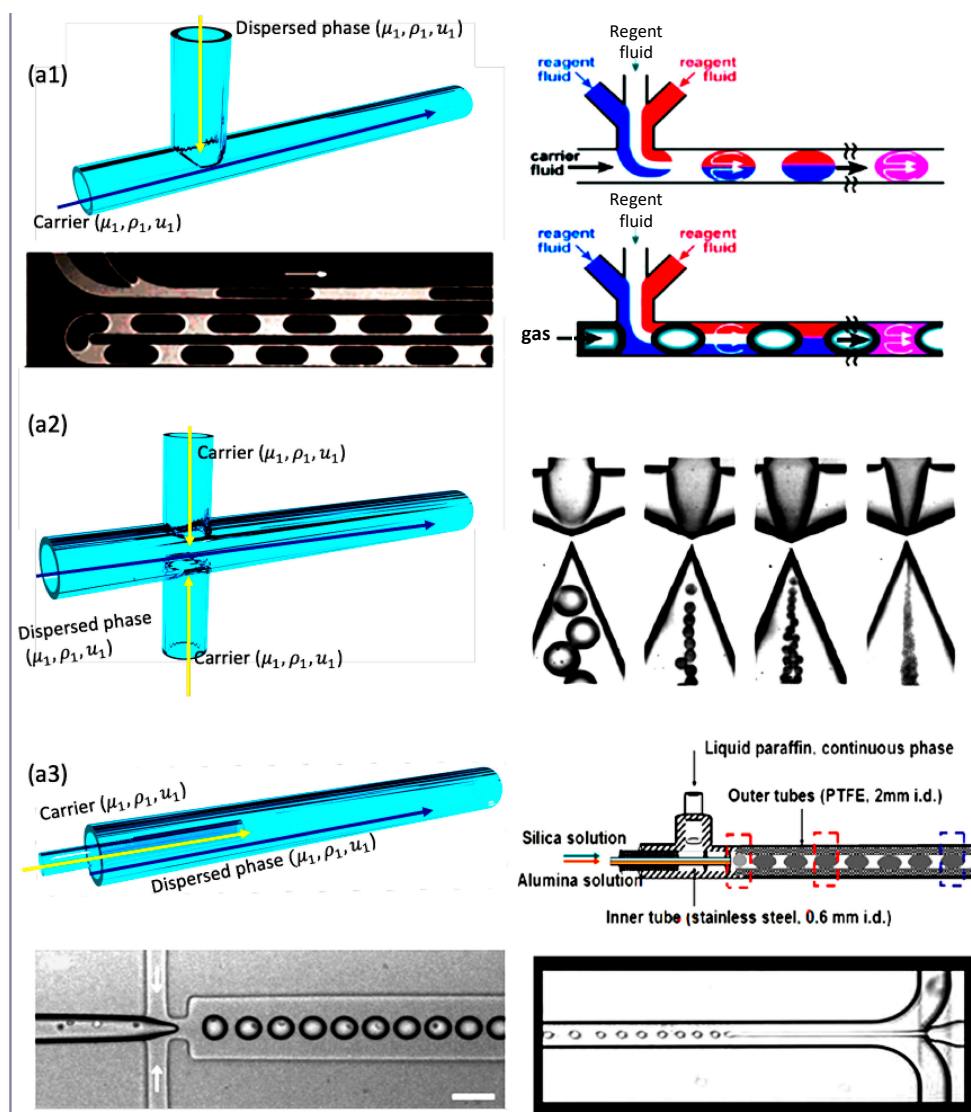 Dispersed phase (μ₁, ρ₁, u₁)
(a1)
Carrier (μ₁, ρ₁, u₁)
Regent
fluid
reagent
fluid
reagent
fluid
carrier
fluid
Regent
fluid
reagent
fluid
reagent
fluid
gas
(a2)
Carrier (μ₁, ρ₁, u₁)
Dispersed phase
(μ₁, ρ₁, u₁)
Carrier (μ₁, ρ₁, u₁)
(a3)
Carrier (μ₁, ρ₁, u₁)
Dispersed phase (μ₁, ρ₁, u₁)
Liquid paraffin, continuous phase
Outer tubes (PTFE, 2mm i.d.)
Silica solution
Alumina solution
Inner tube (stainless steel, 0.6 mm i.d.)